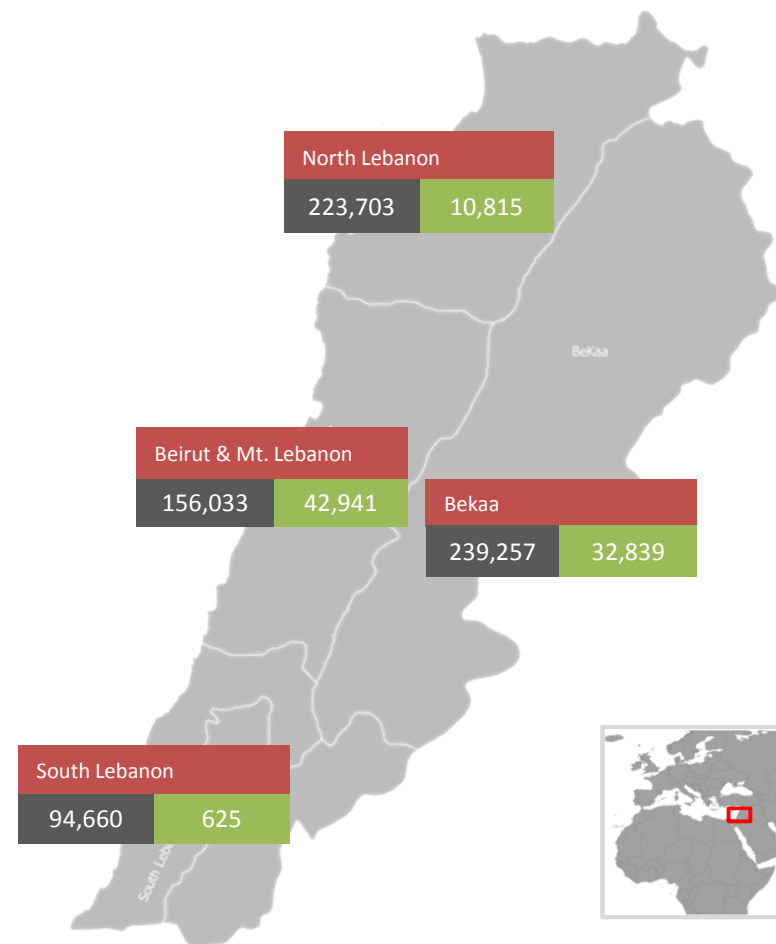 North Lebanon
223,703 10,815
BeKaa
Beirut & Mt. Lebanon
156,033 42,941
Bekaa
239,257 32,839
South Lebanon
94,660 625
South